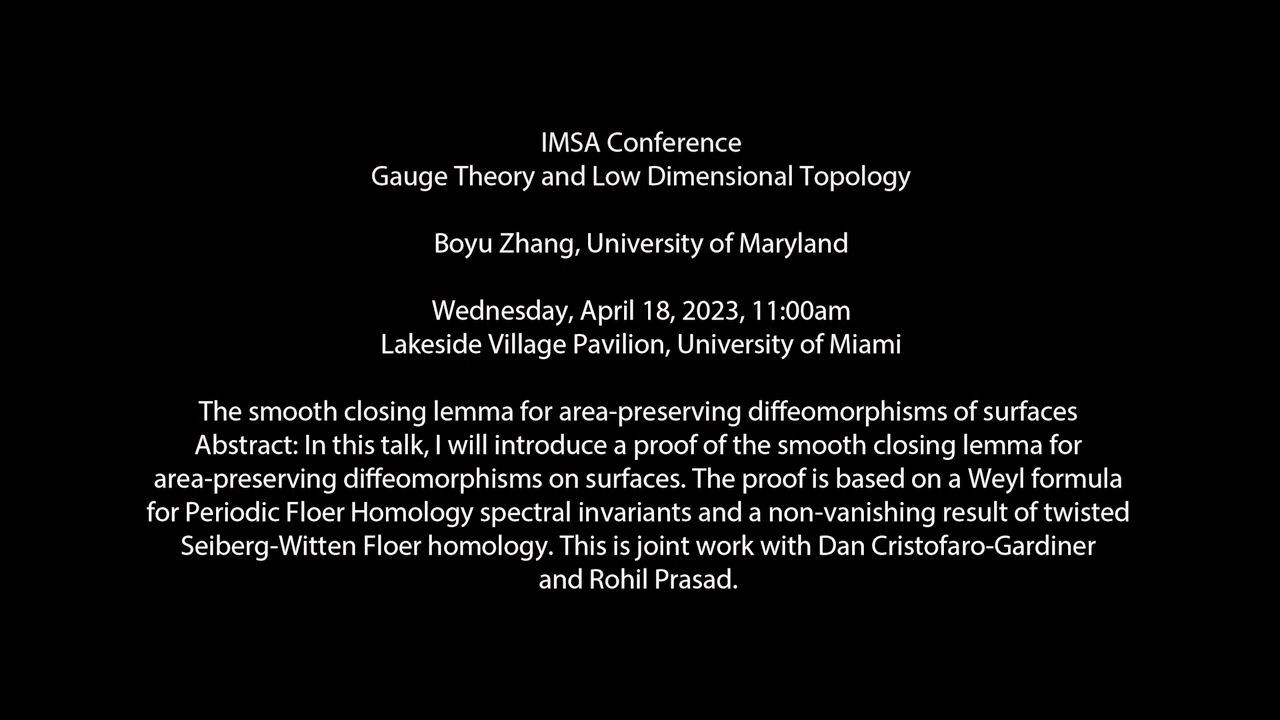 IMSA Conference
Gauge Theory and Low Dimensional Topology
Boyu Zhang, University of Maryland
Wednesday, April 18, 2023, 11:00am
Lakeside Village Pavilion, University of Miami
The smooth closing lemma for area-preserving diffeomorphisms of surfaces
Abstract: In this talk, I will introduce a proof of the smooth closing lemma for
area-preserving diffeomorphisms on surfaces. The proof is based on a Weyl formula
for Periodic Floer Homology spectral invariants and a non-vanishing result of twisted
Seiberg-Witten Floer homology. This is joint work with Dan Cristofaro-Gardiner
and Rohil Prasad.